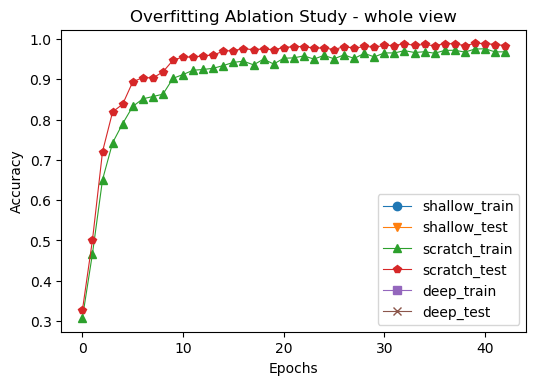 Overfitting Ablation Study - whole view
Accuracy
1.0
0.9
0.8
0.7
0.6
0.5
0.4
0.3
shallow_train
shallow_test
scratch_train
scratch_test
deep_train
deep_test
0 10 20 30 40
Epochs